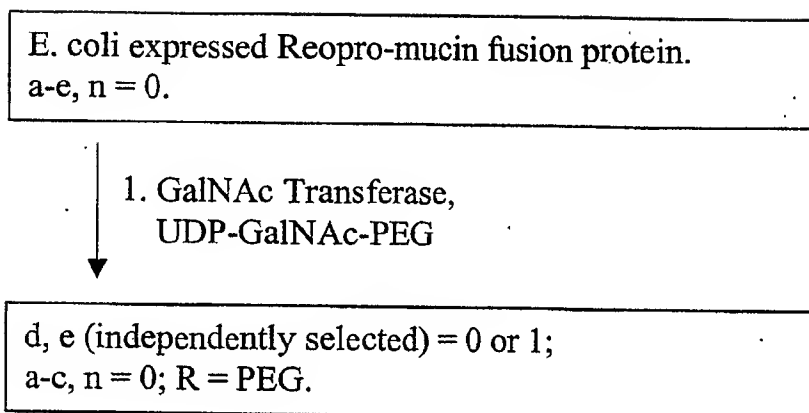 E. coli expressed Reopro-mucin fusion protein.
a-e, n = 0.
1. GalNAc Transferase,
UDP-GalNAc-PEG
d, e (independently selected) = 0 or 1;
a-c, n = 0; R = PEG.